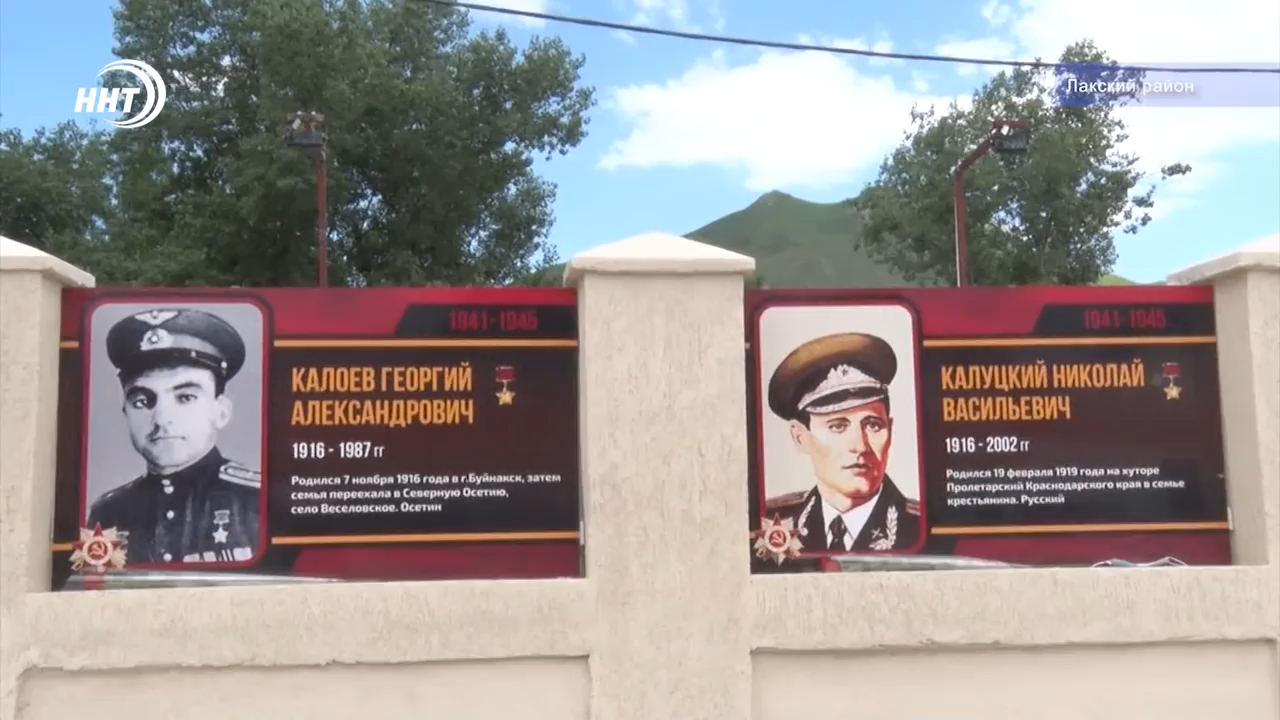 ННТ
Лакский район
1941-1945
КАЛОЕВ ГЕОРГИЙ
АЛЕКСАНДРОВИЧ
1916 - 1987 гг
Родился 7 ноября 1916 года в г.Буйнакск, затем
семья переехала в Северную Осетию,
село Веселовское. Осетин
1941-1945
КАЛУЦКИЙ НИКОЛАЙ
ВАСИЛЬЕВИЧ
1916 - 2002 гг
Родился 19 февраля 1919 года на хуторе
Пролетарский Краснодарского края в семье
крестьянина. Русский